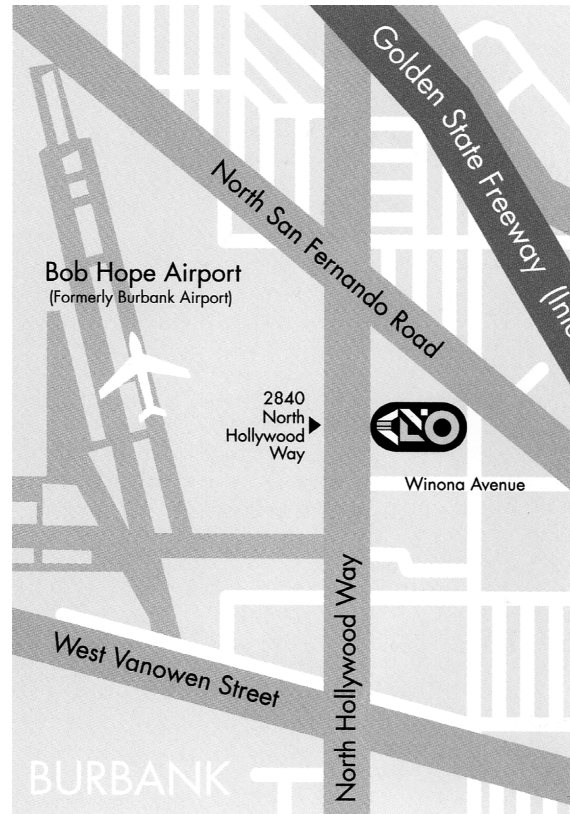 Golden State Freeway (Int
North San Fernando Road
Bob Hope Airport
(Formerly Burbank Airport)
2840
North
Hollywood
Way
Winona Avenue
North Hollywood Way
West Vanowen Street
BURBANK